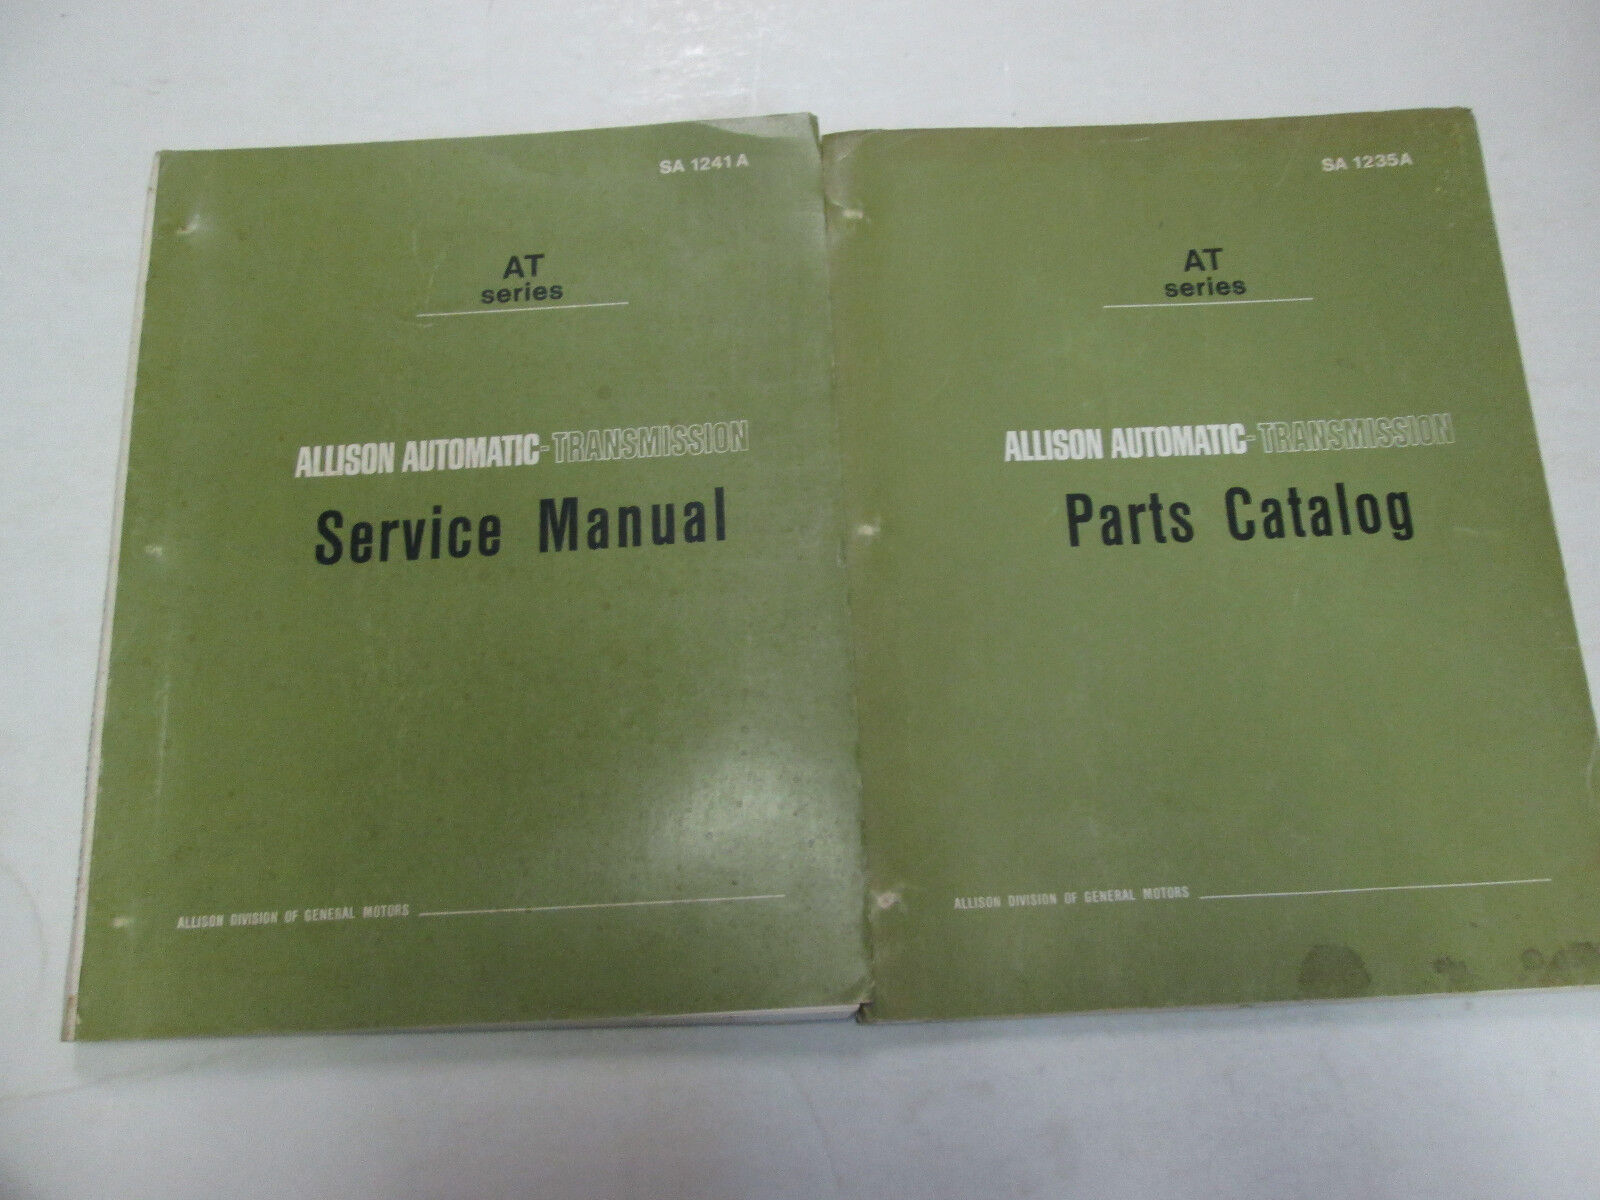 SA 1241A
AT
series
ALLISON AUTOMATIC-TRANSMISSION
Service Manual
ALLISON DIVISION OF GENERAL MOTORS
SA 1235A
AT
series
ALLISON AUTOMATIC-TRANSMISSION
Parts Catalog
ALLISON DIVISION OF GENERAL MOTORS